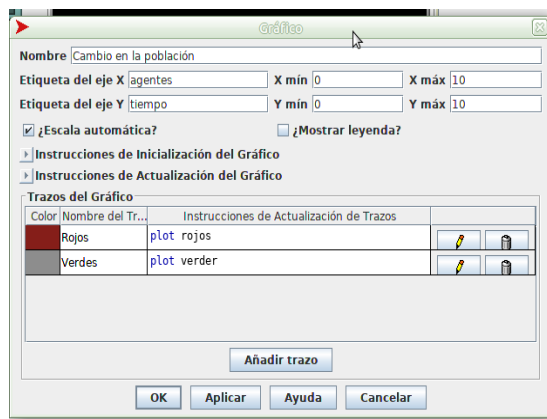 Gráfico
Nombre Cambio en la población
Etiqueta del eje X agentes X mín 0 X máx 10
Etiqueta del eje Y tiempo Y mín 0 Y máx 10
¿Escala automática? ¿Mostrar leyenda?
Instrucciones de Inicialización del Gráfico
Instrucciones de Actualización del Gráfico
Trazos del Gráfico
Color Nombre del Tr... Instrucciones de Actualización de Trazos
Rojos plot rojos
Verdes plot verder
Añadir trazo
OK Aplicar Ayuda Cancelar